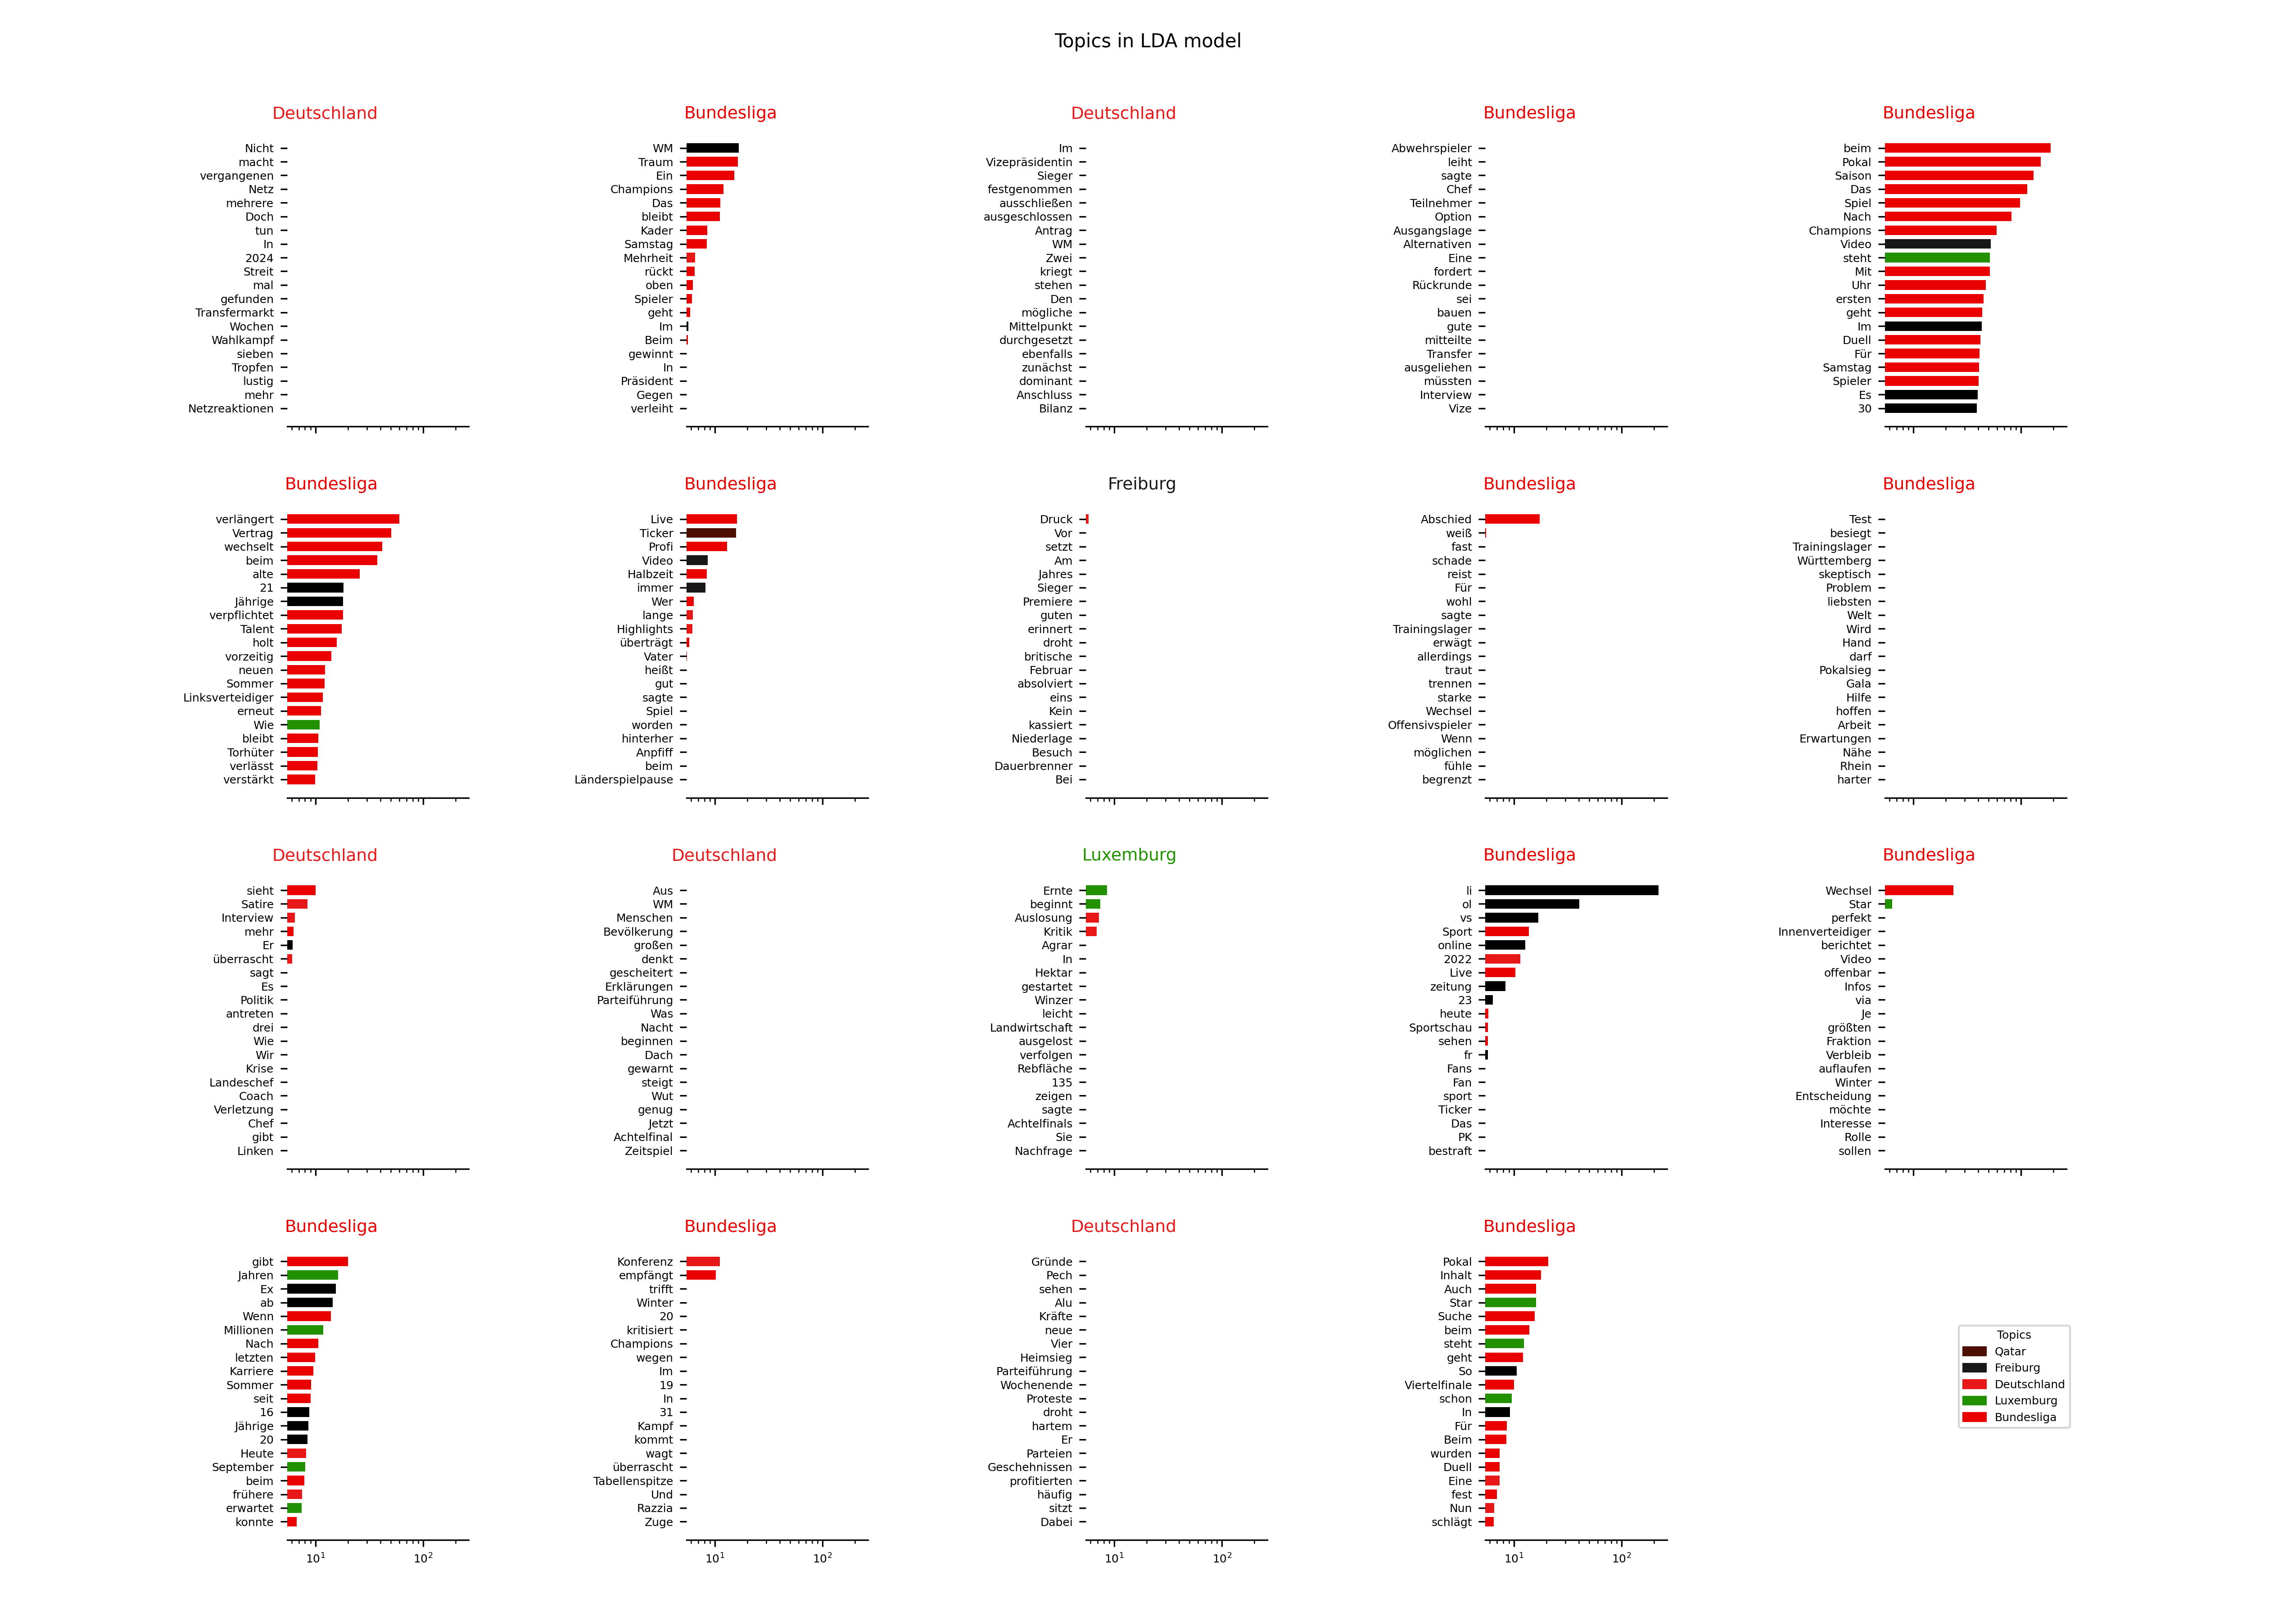 Topics in LDA model
Deutschland
Nicht
macht
vergangenen
Netz
mehrere
Doch
tun
In
2024
Streit
mal
gefunden
Transfermarkt
Wochen
Wahlkampf
sieben
Tropfen
lustig
mehr
Netzreaktionen
Bundesliga
WM
Traum
Ein
Champions
Das
bleibt
Kader
Samstag
Mehrheit
rückt
oben
Spieler
geht
Im
Beim
gewinnt
In
Präsident
Gegen
verleiht
Deutschland
Im
Vizepräsidentin
Sieger
festgenommen
ausschließen
ausgeschlossen
Antrag
WM
Zwei
kriegt
stehen
Den
mögliche
Mittelpunkt
durchgesetzt
ebenfalls
zunächst
dominant
Anschluss
Bilanz
Bundesliga
Abwehrspieler
leiht
sagte
Chef
Teilnehmer
Option
Ausgangslage
Alternativen
Eine
fordert
Rückrunde
sei
bauen
gute
mitteilte
Transfer
ausgeliehen
müssten
Interview
Vize
Bundesliga
beim
Pokal
Saison
Das
Spiel
Nach
Champions
Video
steht
Mit
Uhr
ersten
geht
Im
Duell
Für
Samstag
Spieler
Es
30
Bundesliga
verlängert
Vertrag
wechselt
beim
alte
21
Jährige
verpflichtet
Talent
holt
vorzeitig
neuen
Sommer
Linksverteidiger
erneut
Wie
bleibt
Torhüter
verlässt
verstärkt
Bundesliga
Live
Ticker
Profi
Video
Halbzeit
immer
Wer
lange
Highlights
überträgt
Vater
heißt
gut
sagte
Spiel
worden
hinterher
Anpfiff
beim
Länderspielpause
Freiburg
Druck
Vor
setzt
Am
Jahres
Sieger
Premiere
guten
erinnert
droht
britische
Februar
absolviert
eins
Kein
kassiert
Niederlage
Besuch
Dauerbrenner
Bei
Bundesliga
Abschied
weiß
fast
schade
reist
Für
wohl
sagte
Trainingslager
erwägt
allerdings
traut
trennen
starke
Wechsel
Offensivspieler
Wenn
möglichen
fühle
begrenzt
Bundesliga
Test
besiegt
Trainingslager
Württemberg
skeptisch
Problem
liebsten
Welt
Wird
Hand
darf
Pokalsieg
Gala
Hilfe
hoffen
Arbeit
Erwartungen
Nähe
Rhein
harter
Deutschland
sieht
Satire
Interview
mehr
Er
überrascht
sagt
Es
Politik
antreten
drei
Wie
Wir
Krise
Landeschef
Coach
Verletzung
Chef
gibt
Linken
Deutschland
Aus
WM
Menschen
Bevölkerung
großen
denkt
gescheitert
Erklärungen
Parteiführung
Was
Nacht
beginnen
Dach
gewarnt
steigt
Wut
genug
Jetzt
Achtelfinal
Zeitspiel
Luxemburg
Ernte
beginnt
Auslosung
Kritik
Agrar
In
Hektar
gestartet
Winzer
leicht
Landwirtschaft
ausgelost
verfolgen
Rebfläche
135
zeigen
sagte
Achtelfinals
Sie
Nachfrage
Bundesliga
li
ol
vs
Sport
online
2022
Live
zeitung
23
heute
Sportschau
sehen
fr
Fans
Fan
sport
Ticker
Das
PK
bestraft
Bundesliga
Wechsel
Star
perfekt
Innenverteidiger
berichtet
Video
offenbar
Infos
via
Je
größten
Fraktion
Verbleib
auflaufen
Winter
Entscheidung
möchte
Interesse
Rolle
sollen
Bundesliga
gibt
Jahren
Ex
ab
Wenn
Millionen
Nach
letzten
Karriere
Sommer
seit
16
Jährige
20
Heute
September
beim
frühere
erwartet
konnte
10¹ 10²
Bundesliga
Konferenz
empfängt
trifft
Winter
20
kritisiert
Champions
wegen
Im
19
In
31
Kampf
kommt
wagt
überrascht
Tabellenspitze
Und
Razzia
Zuge
10¹ 10²
Deutschland
Gründe
Pech
sehen
Alu
Kräfte
neue
Vier
Heimsieg
Parteiführung
Wochenende
Proteste
droht
hartem
Er
Parteien
Geschehnissen
profitierten
häufig
sitzt
Dabei
10¹ 10²
Bundesliga
Pokal
Inhalt
Auch
Star
Suche
beim
steht
geht
So
Viertelfinale
schon
In
Für
Beim
wurden
Duell
Eine
fest
Nun
schlägt
10¹ 10²
Topics
Qatar
Freiburg
Deutschland
Luxemburg
Bundesliga